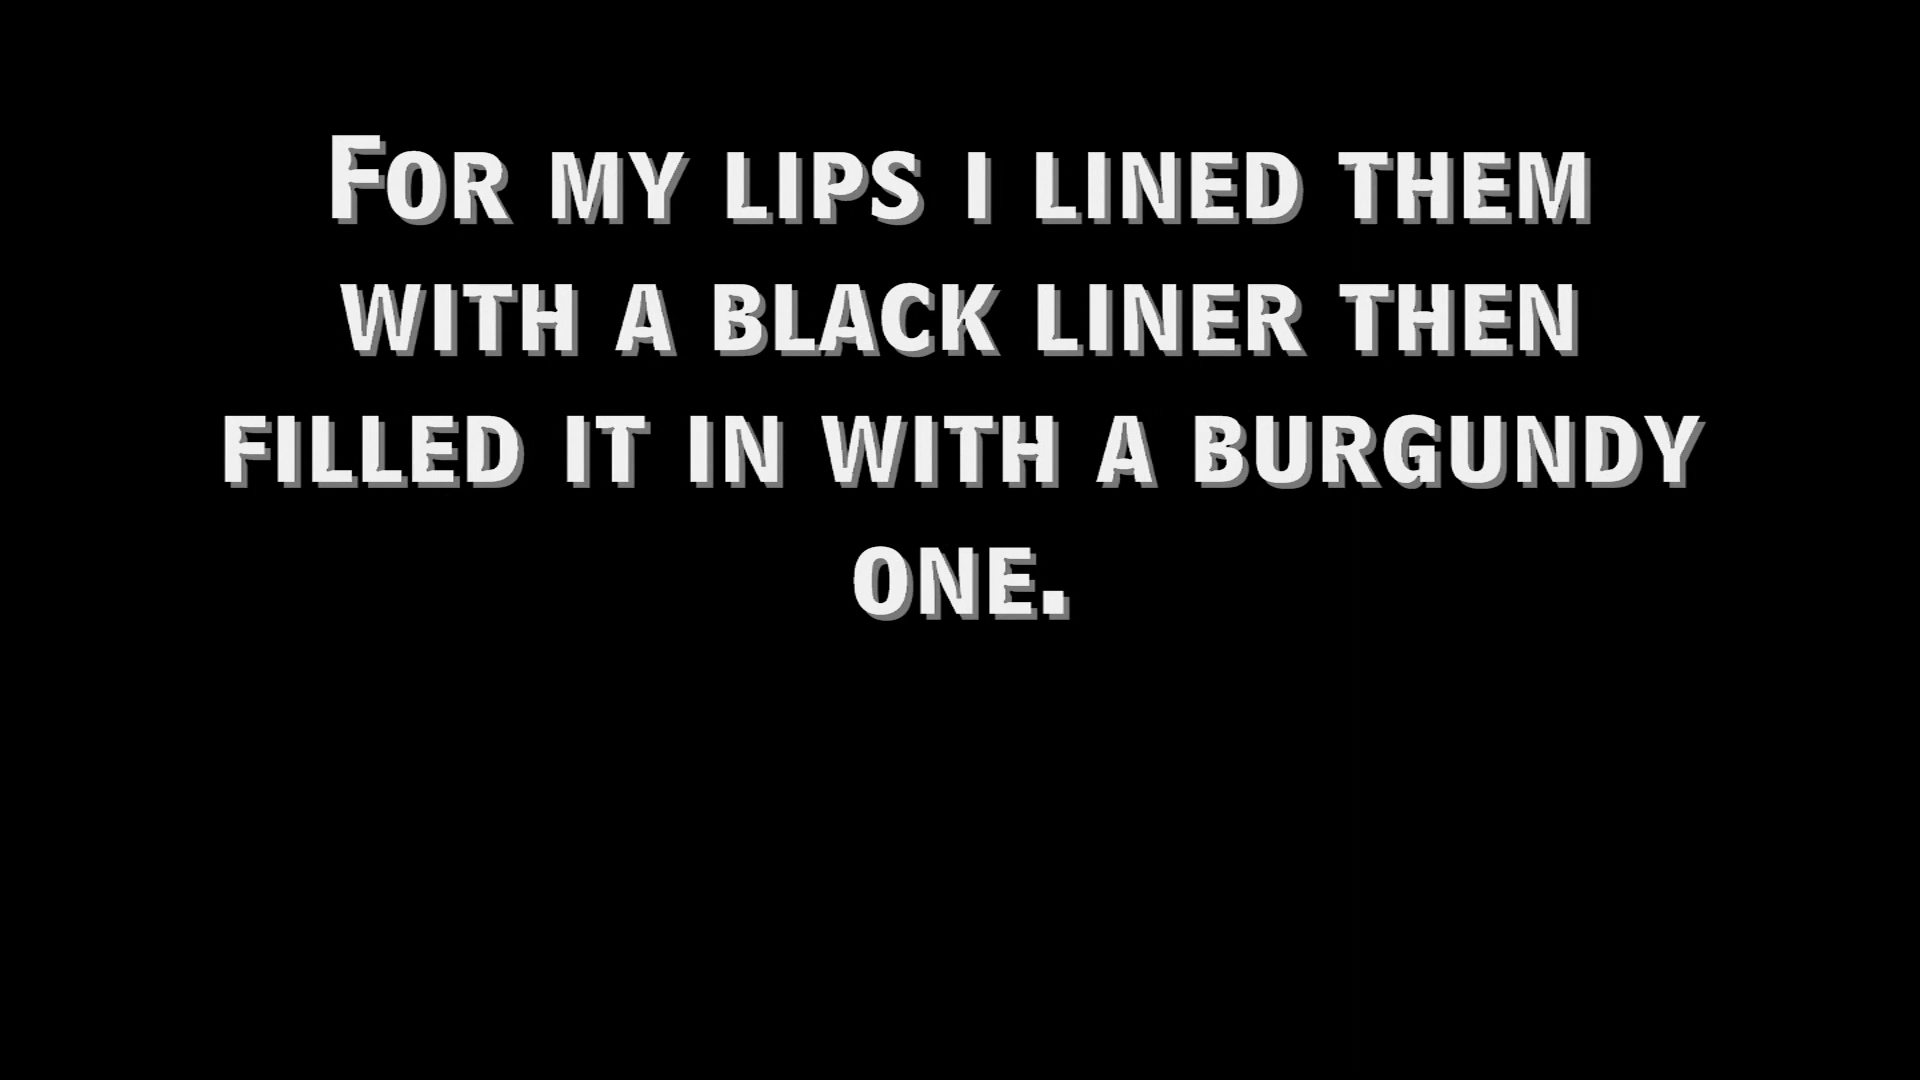 For my lips i lined them
with a black liner then
filled it in with a burgundy
one.